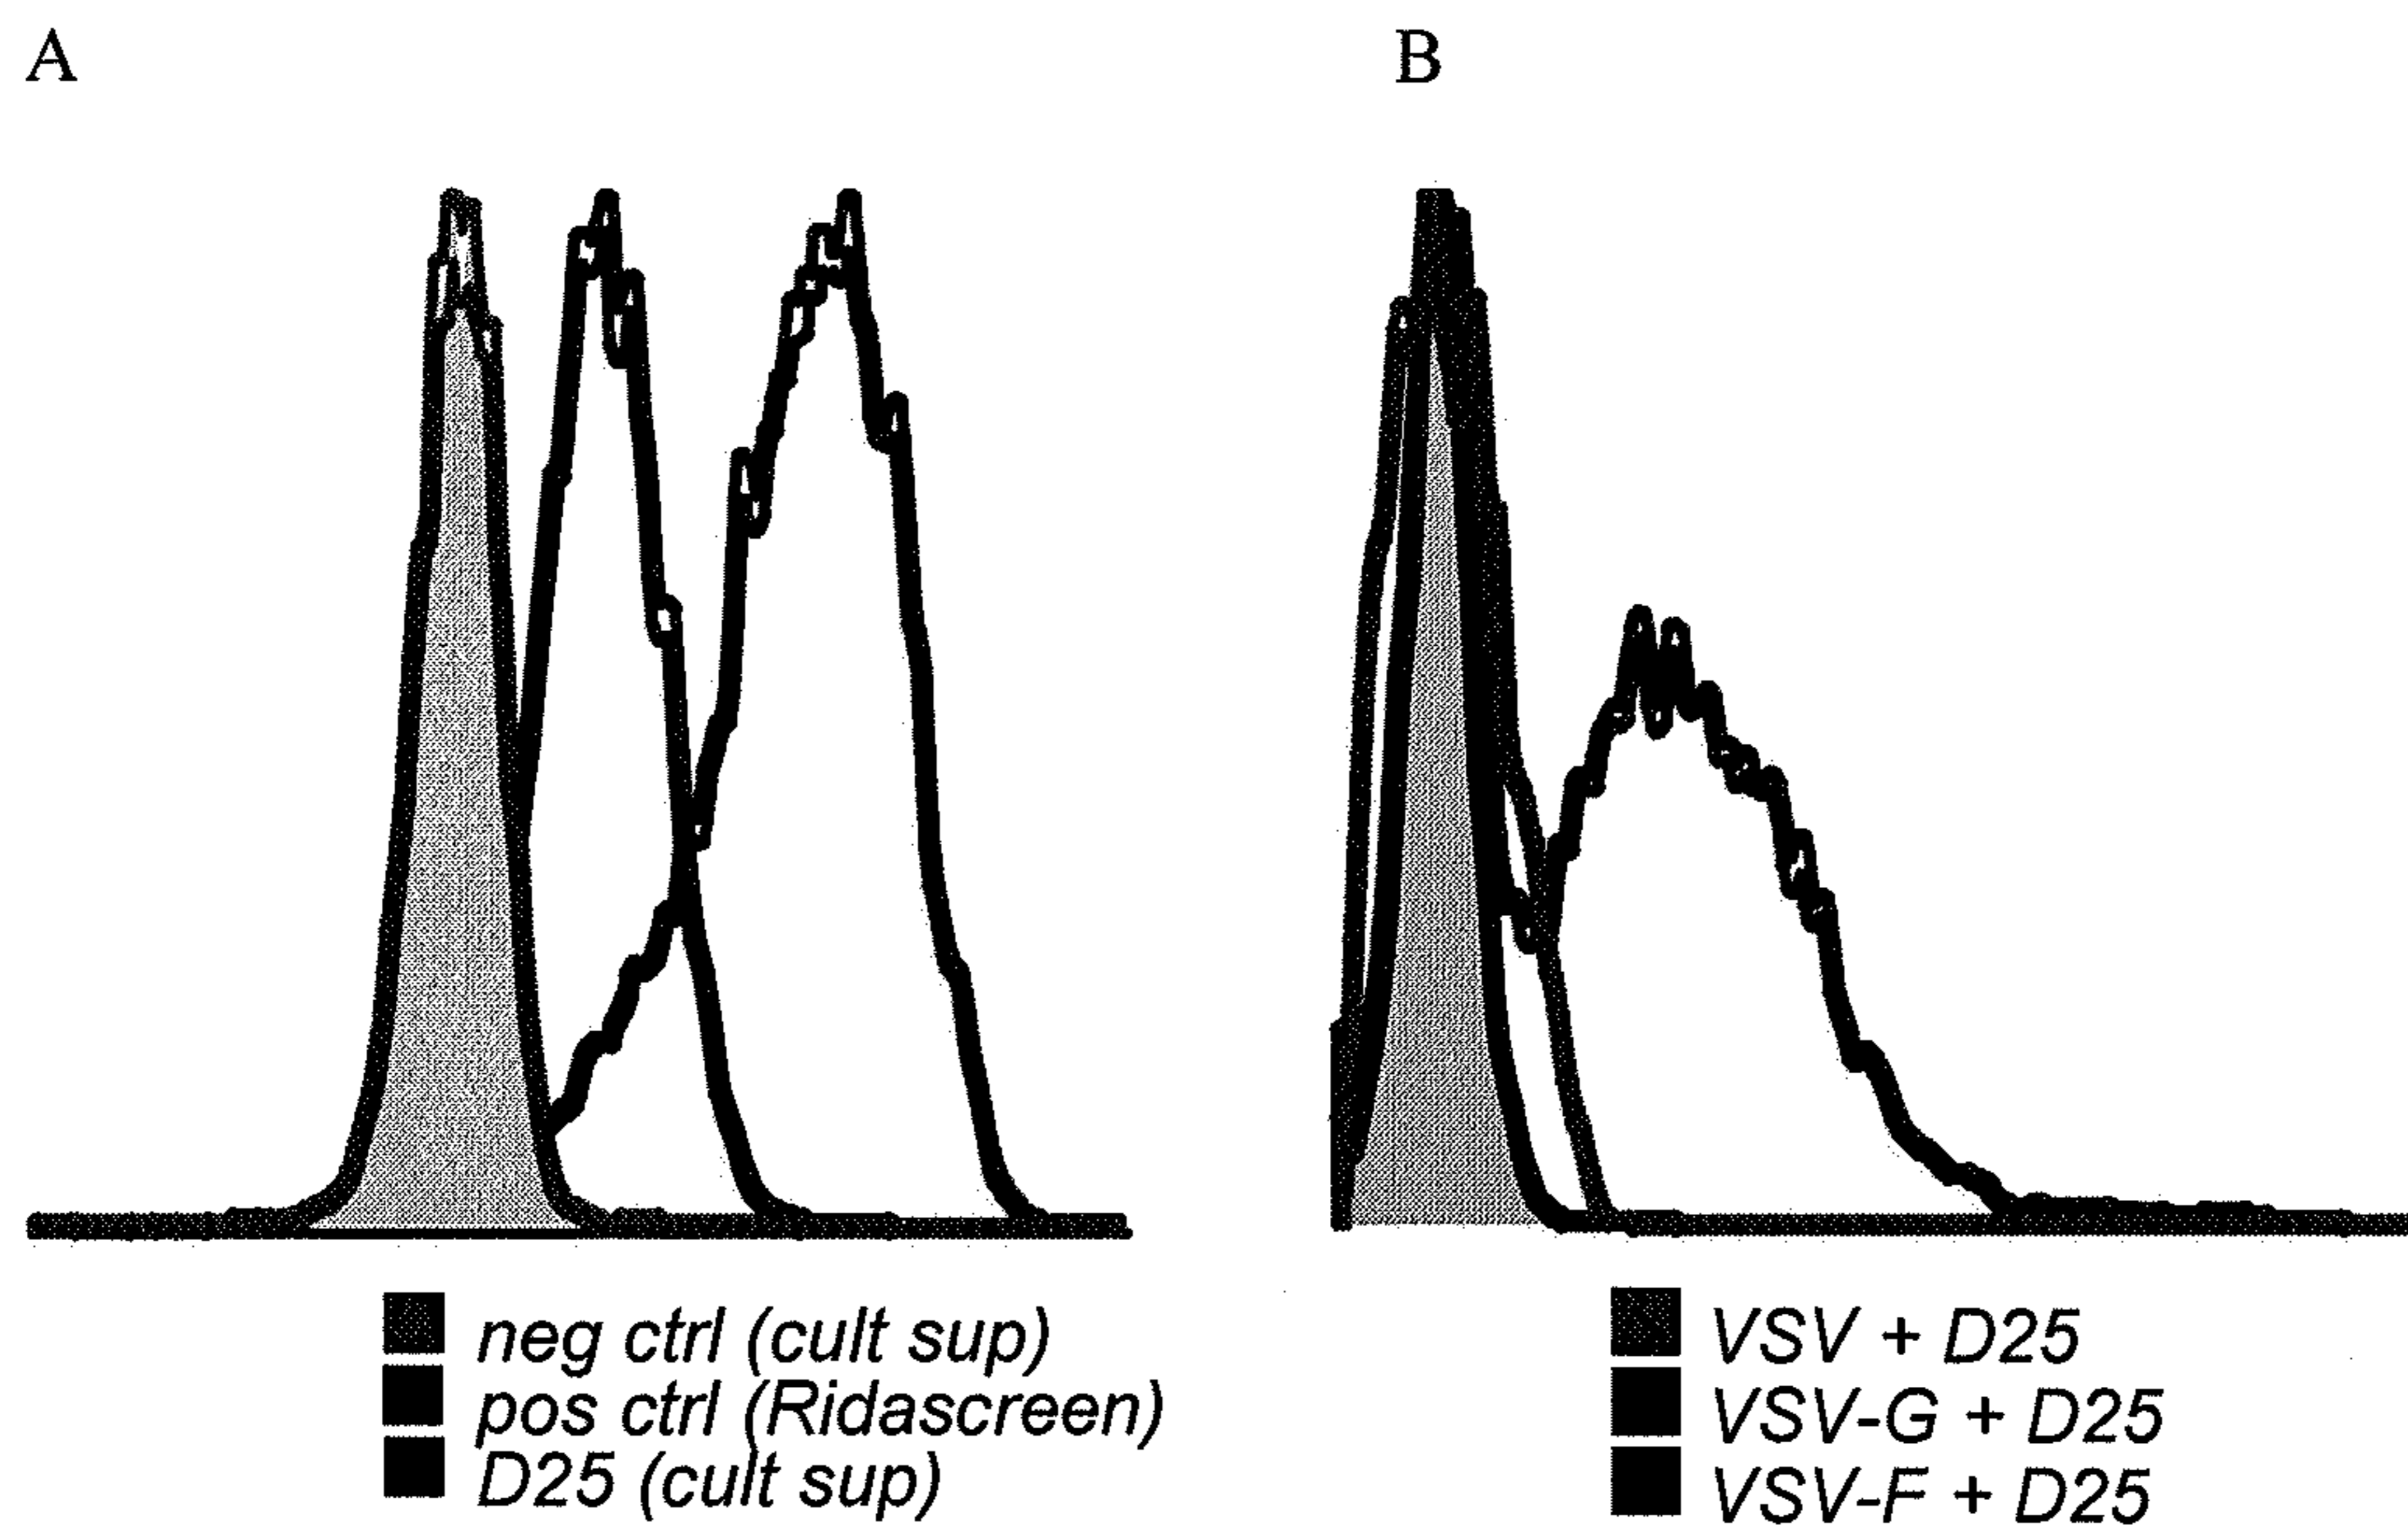 A
B
neg ctrl (cult sup)
pos ctrl (Ridascreen)
D25 (cult sup)
VSV + D25
VSV-G + D25
VSV-F + D25